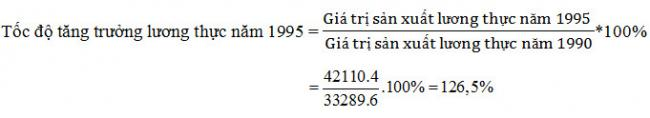 Tốc độ tăng trưởng lương thực năm 1995 = Giá trị sản xuất lương thực năm 1995 / Giá trị sản xuất lương thực năm 1990 *100%
= 42110.4 / 33289.6 .100% = 126,5%